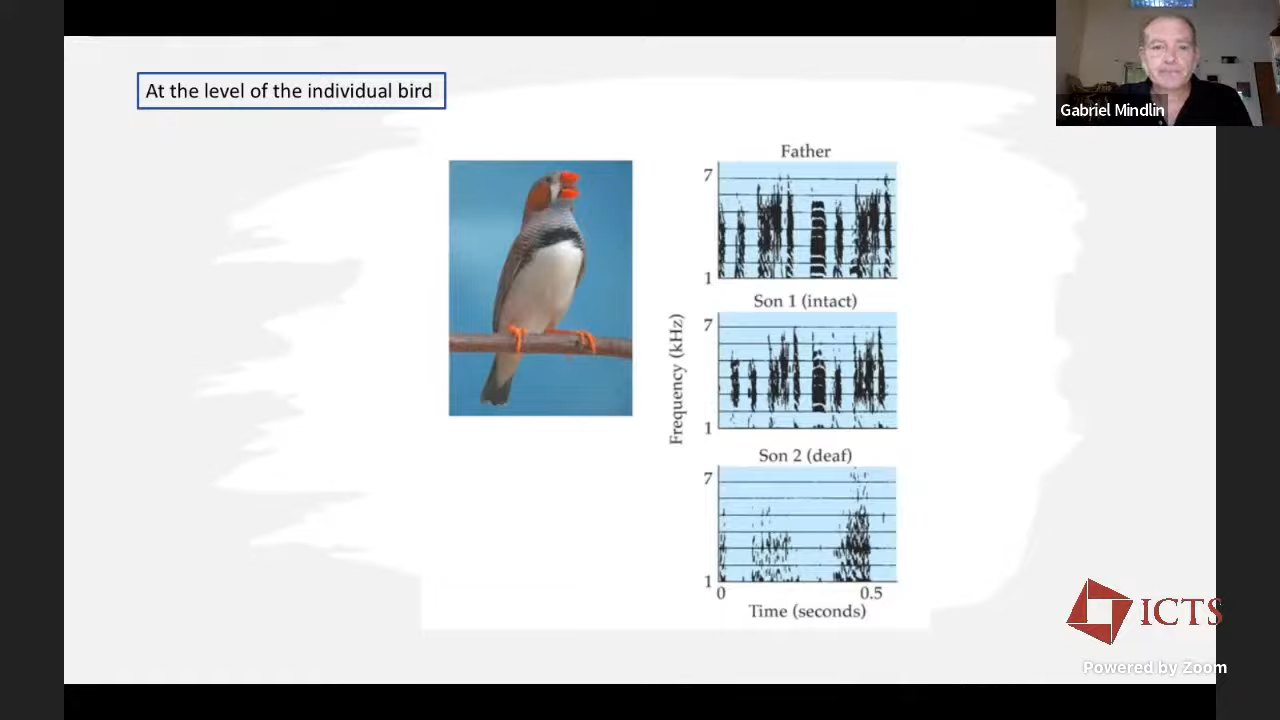 At the level of the individual bird
Gabriel Mindlin
Father
7
1
Son 1 (intact)
7
1
Frequency (kHz)
Son 2 (deaf)
7
1
0
0.5
Time (seconds)
ICTS
Powered by Zoom